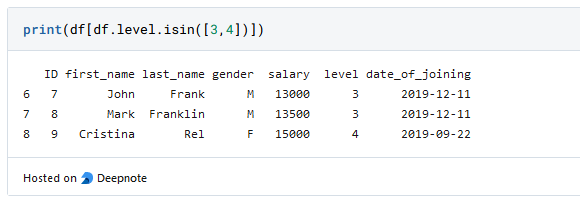 print(df[df.level.isin([3,4])])
ID first_name last_name gender salary level date_of_joining
6 7 John Frank M 13000 3 2019-12-11
7 8 Mark Franklin M 13500 3 2019-12-11
8 9 Cristina Rel F 15000 4 2019-09-22
Hosted on Deepnote